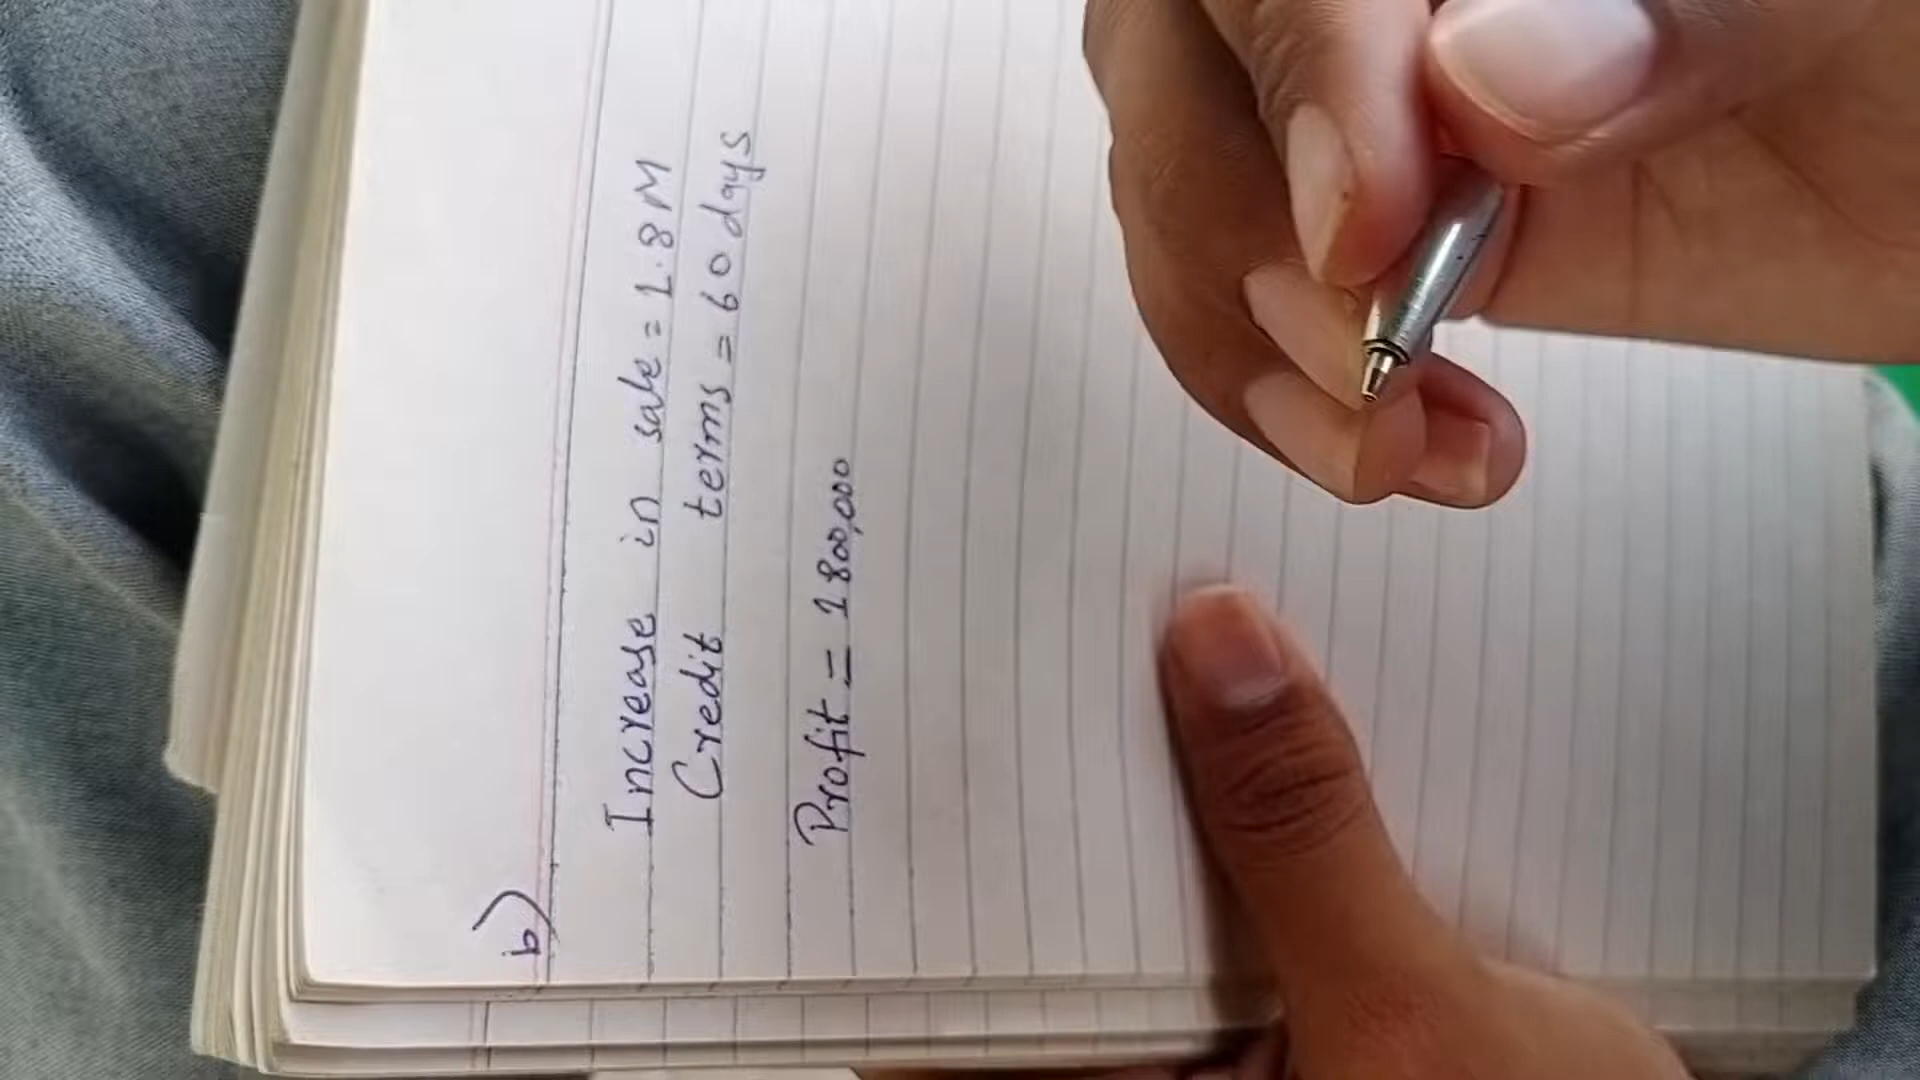 b)
Increase in sale = 1.8M
Credit terms = 60 days
Profit = 1800,000